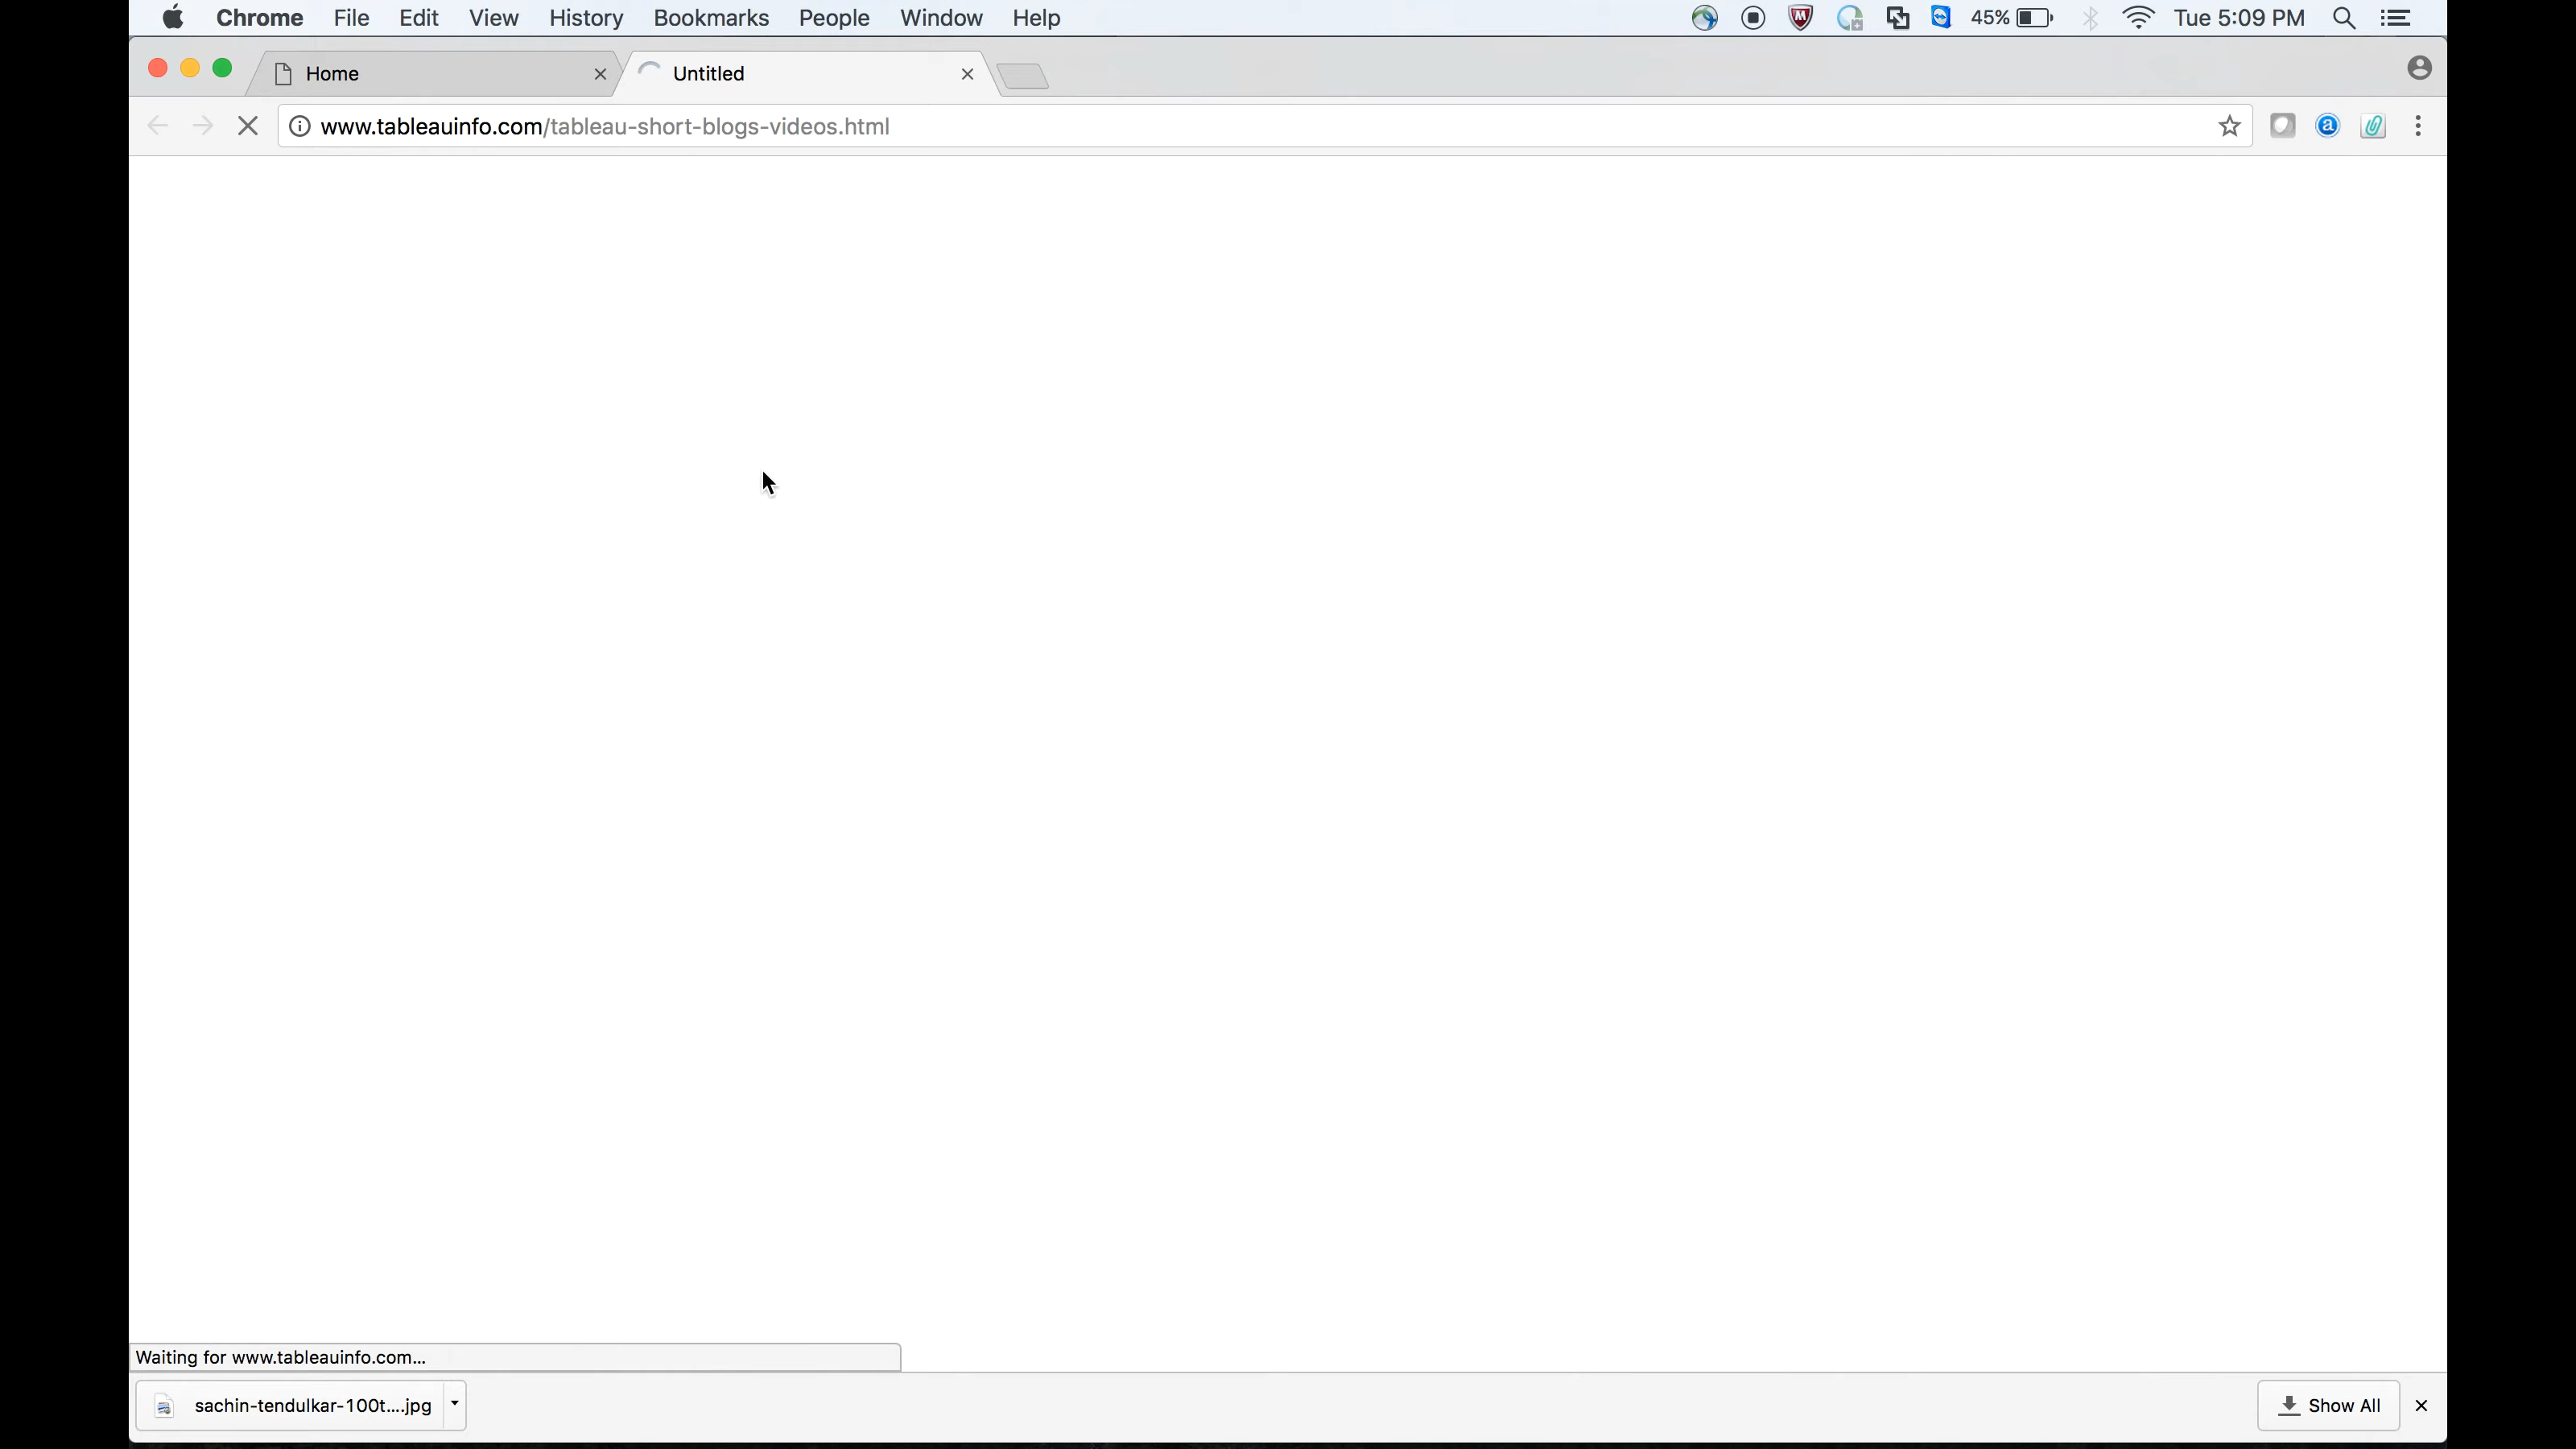 Chrome File Edit View History Bookmarks People Window Help 45% Tue 5:09 PM
Home Untitled
www.tableauinfo.com/tableau-short-blogs-videos.html
Waiting for www.tableauinfo.com...
sachin-tendulkar-100t....jpg Show All